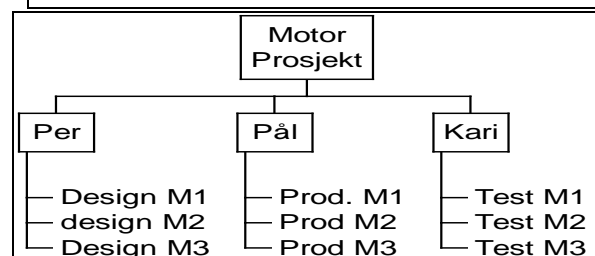 Motor
Prosjekt
Per
Pål
Kari
Design M1
Prod. M1
Test M1
design M2
Prod M2
Test M2
Design M3
Prod M3
Test M3